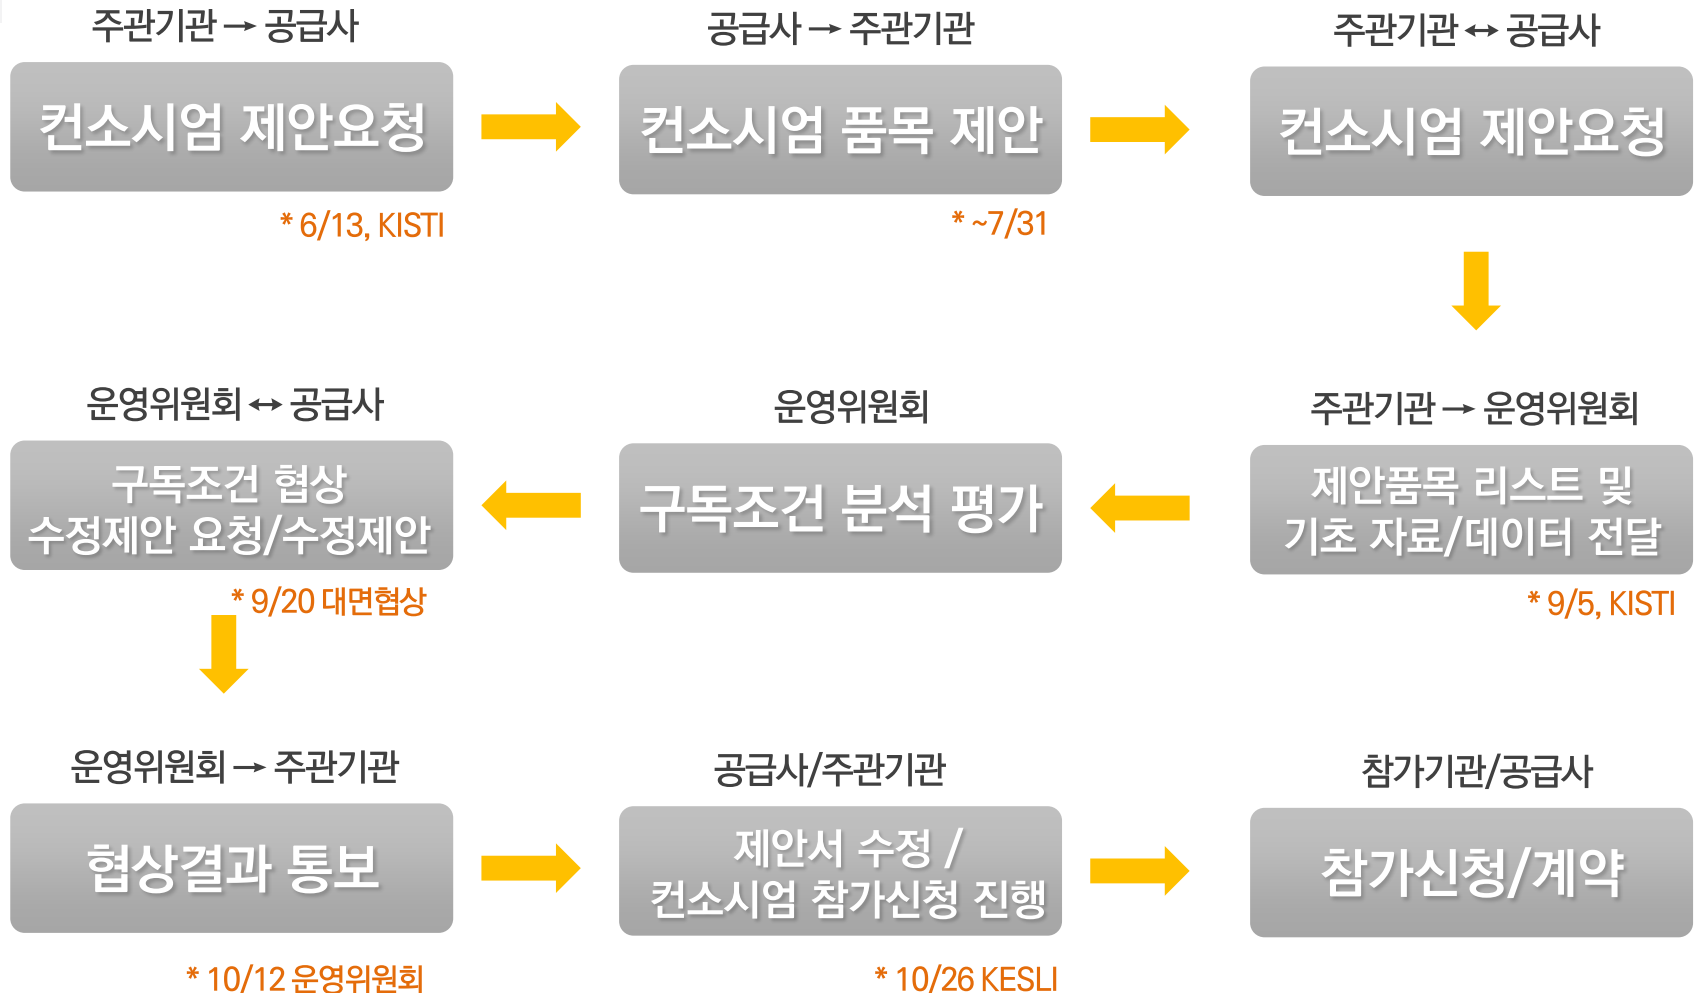 주관기관 → 공급사
컨소시엄 제안요청
* 6/13, KISTI
공급사 → 주관기관
컨소시엄 품목 제안
* ~7/31
주관기관 ↔ 공급사
컨소시엄 제안요청
주관기관 → 운영위원회
제안품목 리스트 및
기초 자료/데이터 전달
* 9/5, KISTI
운영위원회
구독조건 분석 평가
운영위원회 ↔ 공급사
구독조건 협상
수정제안 요청/수정제안
* 9/20 대면협상
운영위원회 → 주관기관
협상결과 통보
* 10/12 운영위원회
공급사/주관기관
제안서 수정 /
컨소시엄 참가신청 진행
* 10/26 KESLI
참가기관/공급사
참가신청/계약